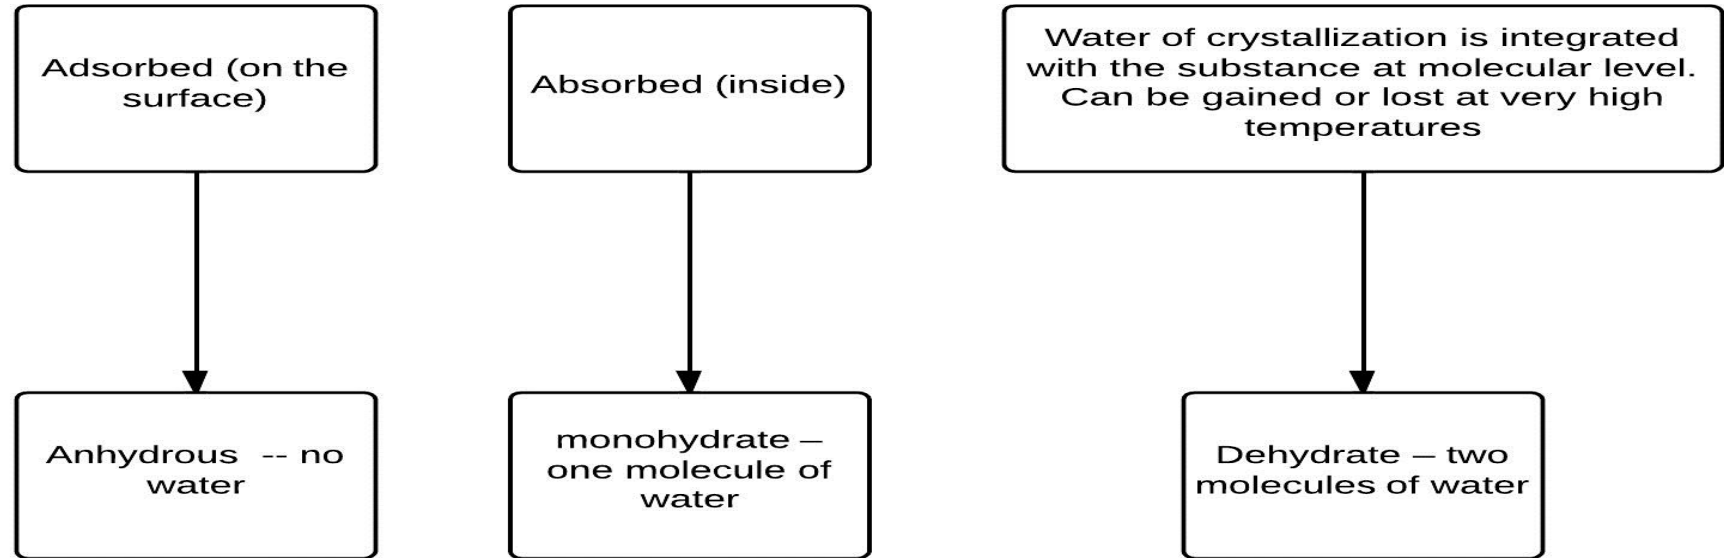 Adsorbed (on the
surface)
Absorbed (inside)
Water of crystallization is integrated
with the substance at molecular level.
Can be gained or lost at very high
temperatures
Anhydrous -- no
water
monohydrate –
one molecule of
water
Dehydrate – two
molecules of water